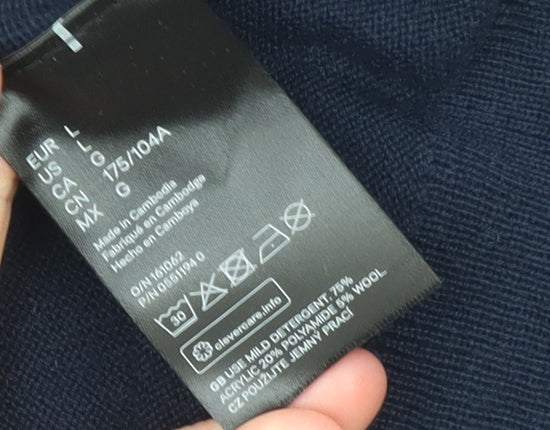 EUR L
US L
CA G
CN 175/104A
MX G
Made in Cambodia
Fabriqué en Cambodge
Hecho en Camboya
O/N 161062
P/N 0551194 0
30
clevercare.info
GB USE MILD DETERGENT. 75%
ACRYLIC 20% POLYAMIDE 5% WOOL.
CZ POUŽIJTE JEMNÝ PRACÍ